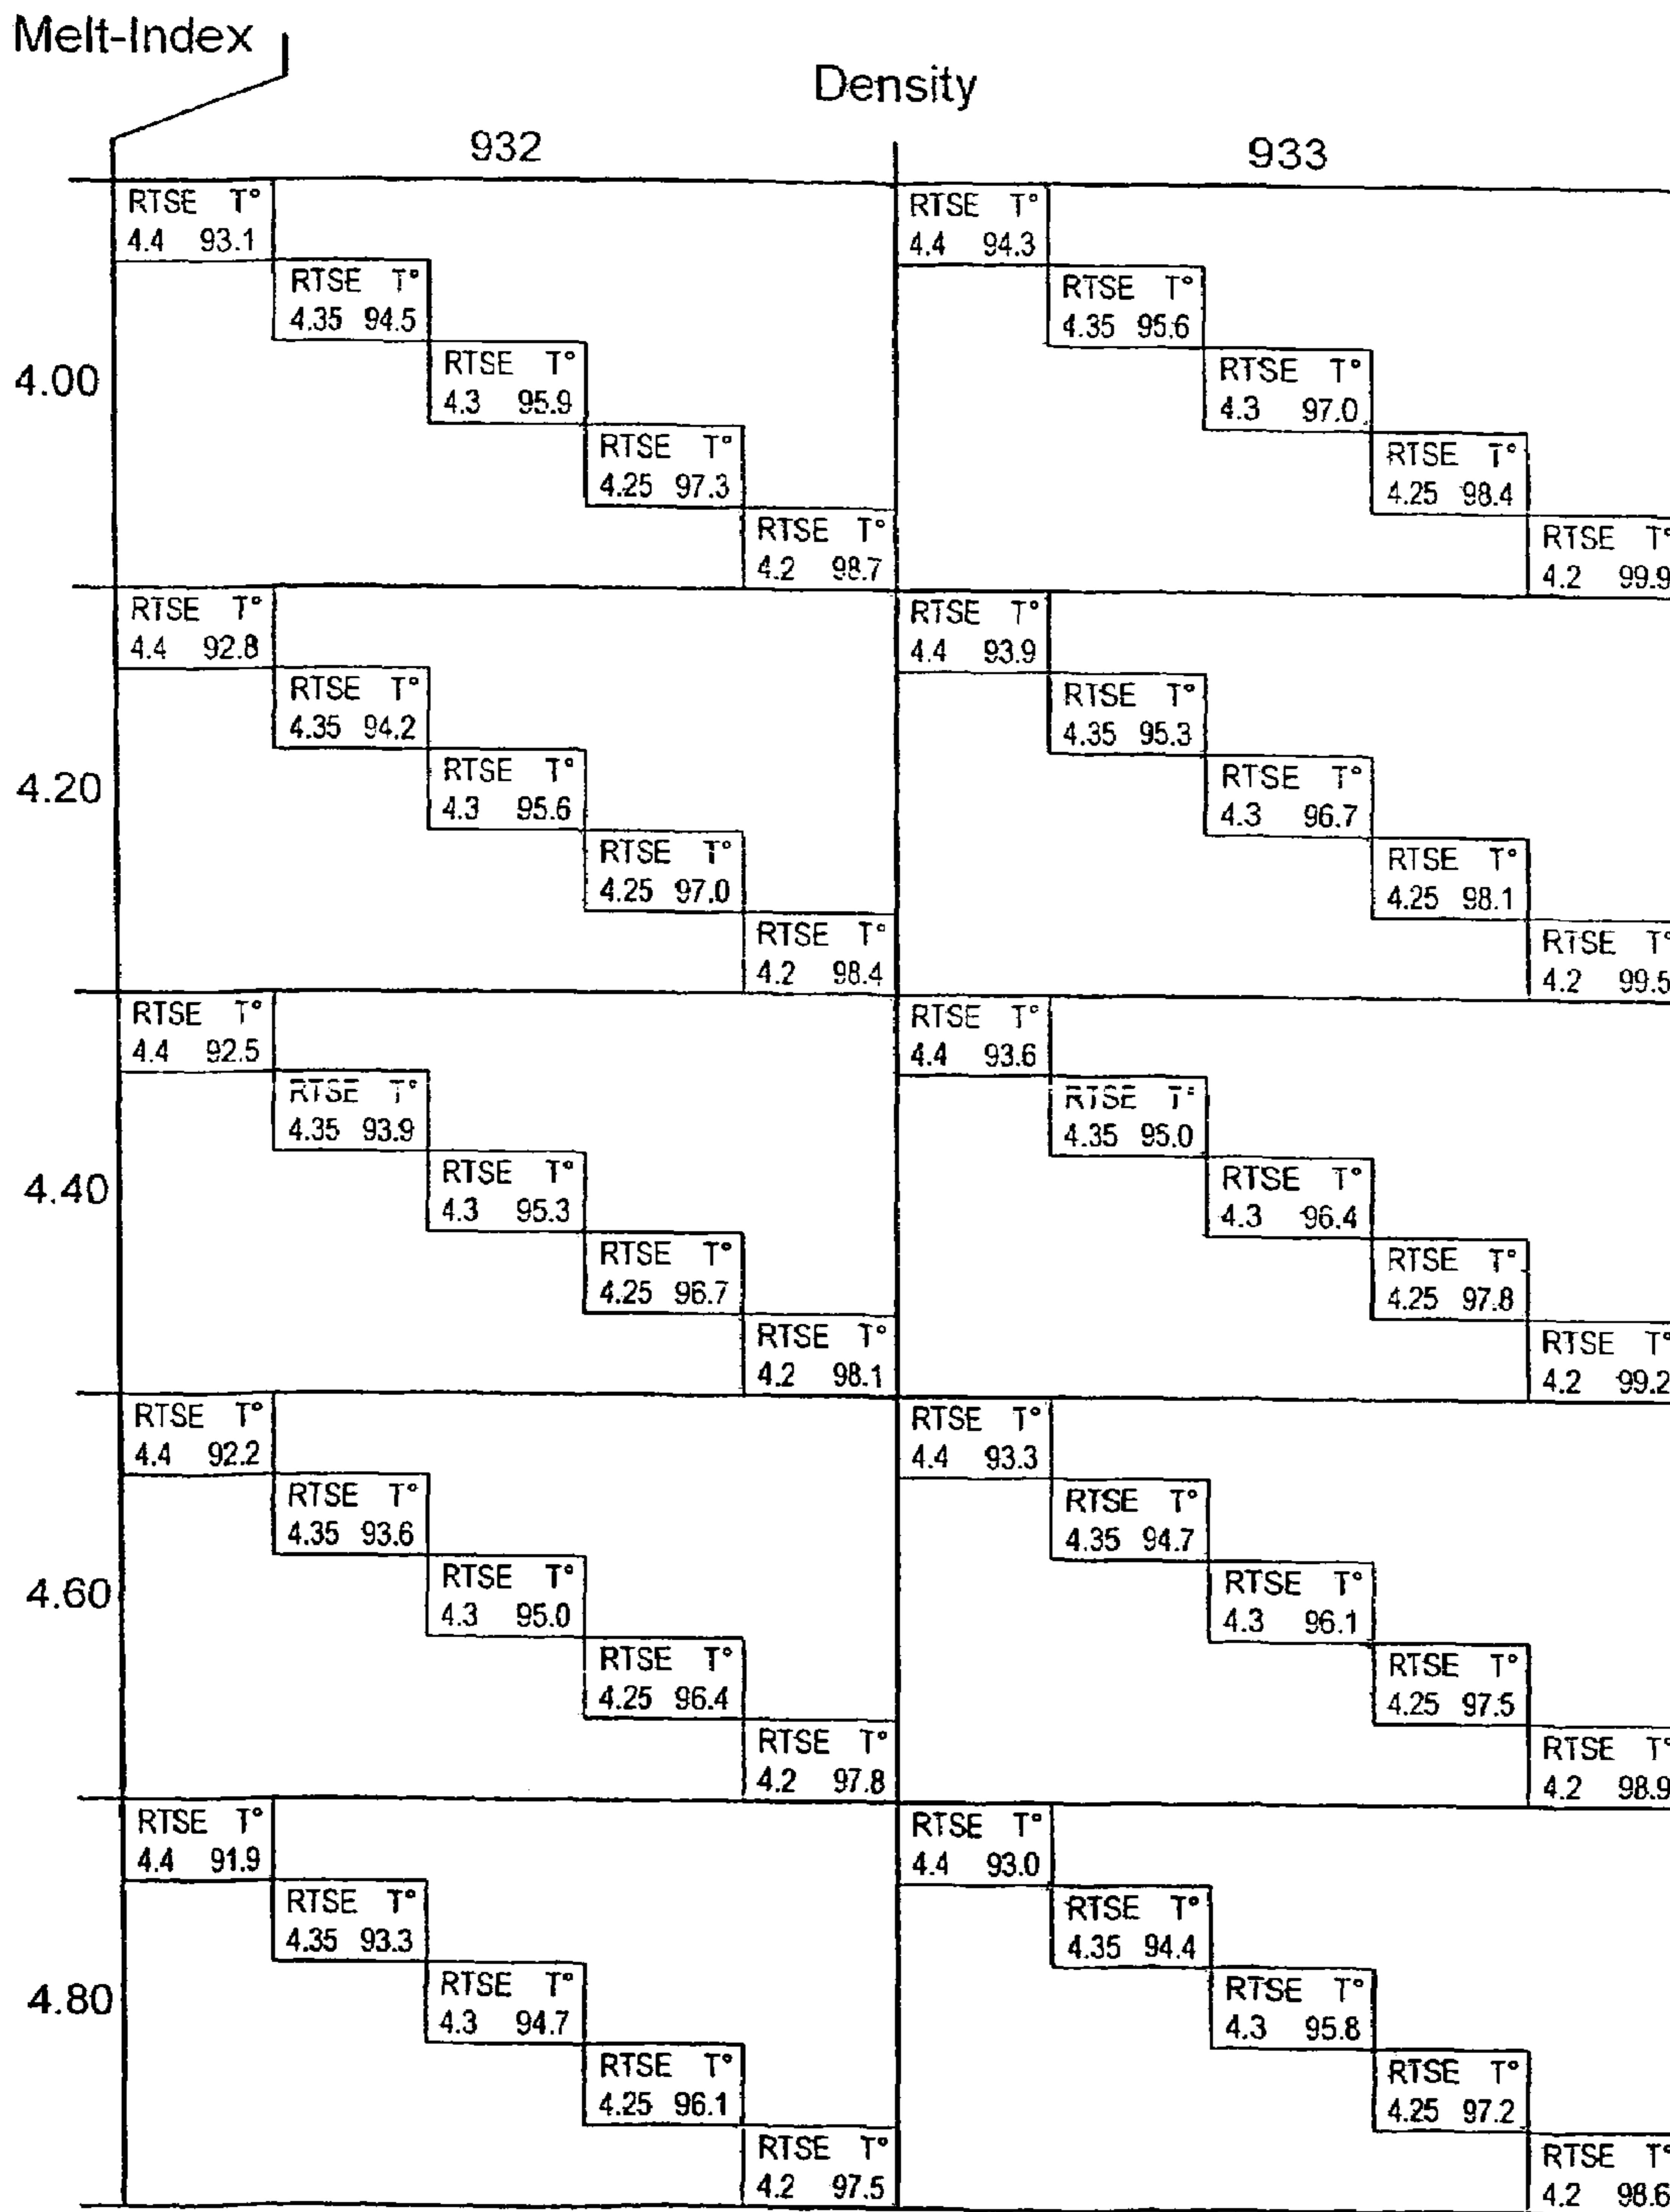 Melt-Index
Density
932 933
RTSE T°
4.4 93.1
RTSE T°
4.4 94.3
RTSE T°
4.35 94.5
RTSE T°
4.35 95.6
4.00
RTSE T°
4.3 95.9
RTSE T°
4.3 97.0
RTSE T°
4.25 97.3
RTSE T°
4.25 98.4
RTSE T°
4.2 98.7
RTSE T°
4.2 99.9
RTSE T°
4.4 92.8
RTSE T°
4.4 93.9
RTSE T°
4.35 94.2
RTSE T°
4.35 95.3
4.20
RTSE T°
4.3 95.6
RTSE T°
4.3 96.7
RTSE T°
4.25 97.0
RTSE T°
4.25 98.1
RTSE T°
4.2 98.4
RTSE T°
4.2 99.5
RTSE T°
4.4 92.5
RTSE T°
4.4 93.6
RTSE T°
4.35 93.9
RTSE T°
4.35 95.0
4.40
RTSE T°
4.3 95.3
RTSE T°
4.3 96.4
RTSE T°
4.25 96.7
RTSE T°
4.25 97.8
RTSE T°
4.2 98.1
RTSE T°
4.2 99.2
RTSE T°
4.4 92.2
RTSE T°
4.4 93.3
RTSE T°
4.35 93.6
RTSE T°
4.35 94.7
4.60
RTSE T°
4.3 95.0
RTSE T°
4.3 96.1
RTSE T°
4.25 96.4
RTSE T°
4.25 97.5
RTSE T°
4.2 97.8
RTSE T°
4.2 98.9
RTSE T°
4.4 91.9
RTSE T°
4.4 93.0
RTSE T°
4.35 93.3
RTSE T°
4.35 94.4
4.80
RTSE T°
4.3 94.7
RTSE T°
4.3 95.8
RTSE T°
4.25 96.1
RTSE T°
4.25 97.2
RTSE T°
4.2 97.5
RTSE T°
4.2 98.6